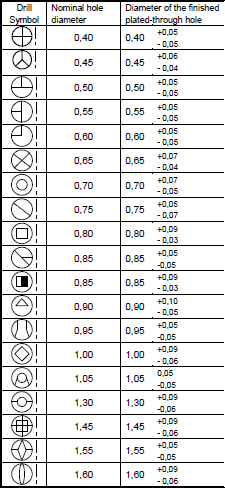 Drill Symbol Nominal hole diameter Diameter of the finished plated-through hole
0,40 0,40 +0,05 - 0,05
0,45 0,45 +0,06 - 0,04
0,50 0,50 +0,05 - 0,05
0,55 0,55 +0,05 - 0,05
0,60 0,60 +0,05 - 0,05
0,65 0,65 +0,07 - 0,04
0,70 0,70 +0,07 - 0,05
0,75 0,75 +0,05 - 0,07
0,80 0,80 +0,09 - 0,03
0,85 0,85 +0,05 -0,05
0,85 0,85 +0,09 - 0,03
0,90 0,90 +0,10 - 0,05
0,95 0,95 +0,05 -0,05
1,00 1,00 +0,09 - 0,06
1,05 1,05 0,05 -0,05
1,30 1,30 +0,09 -0,06
1,45 1,45 +0,09 - 0,06
1,55 1,55 +0,05 -0,05
1,60 1,60 +0,09 - 0,06